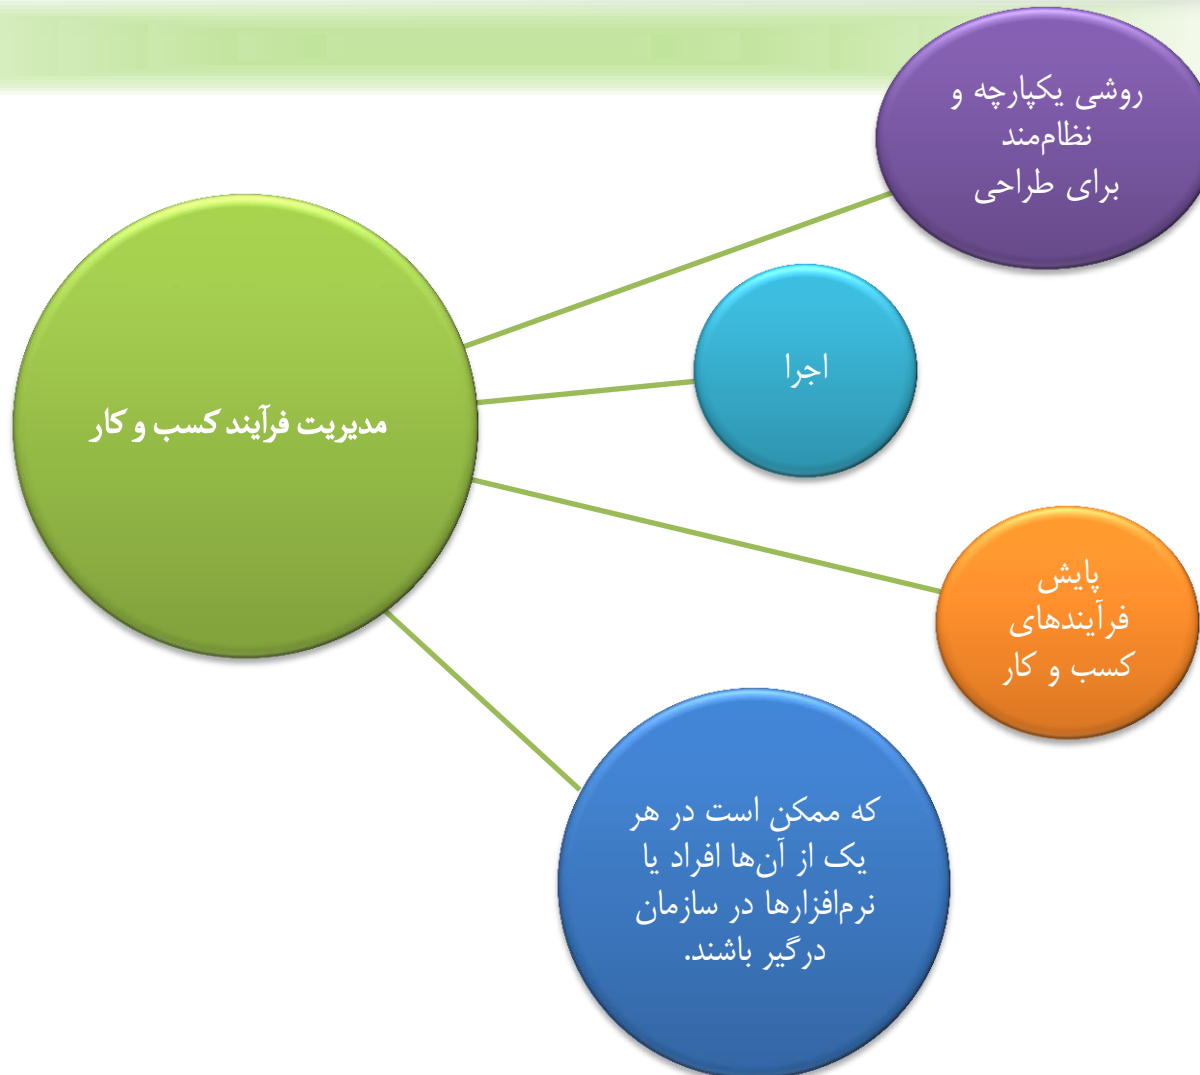 روشی یکپارچه و
نظام‌مند
برای طراحی
اجرا
مدیریت فرآیند کسب و کار
پایش
فرآیندهای
کسب و کار
که ممکن است در هر
یک از آن‌ها افراد یا
نرم‌افزارها در سازمان
درگیر باشند.